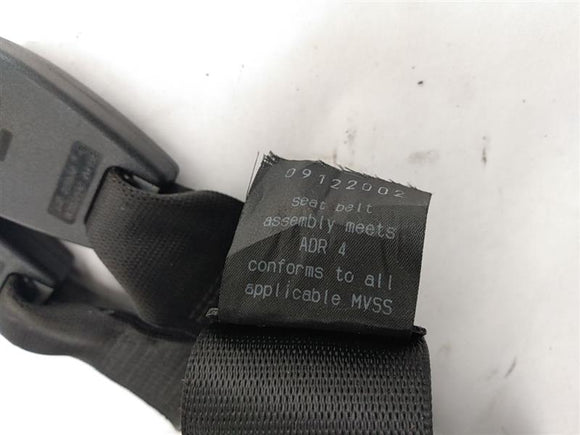 09122002
seat belt
assembly meets
ADR 4
conforms to all
applicable MVSS